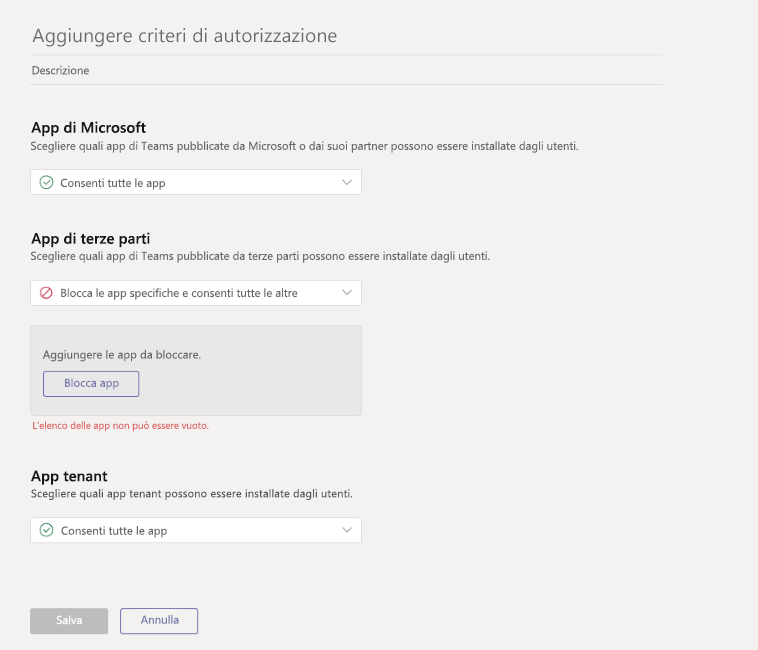 Aggiungere criteri di autorizzazione
Descrizione
App di Microsoft
Scegliere quali app di Teams pubblicate da Microsoft o dai suoi partner possono essere installate dagli utenti.
Consenti tutte le app
App di terze parti
Scegliere quali app di Teams pubblicate da terze parti possono essere installate dagli utenti.
Blocca le app specifiche e consenti tutte le altre
Aggiungere le app da bloccare.
Blocca app
L'elenco delle app non può essere vuoto.
App tenant
Scegliere quali app tenant possono essere installate dagli utenti.
Consenti tutte le app
Salva
Annulla